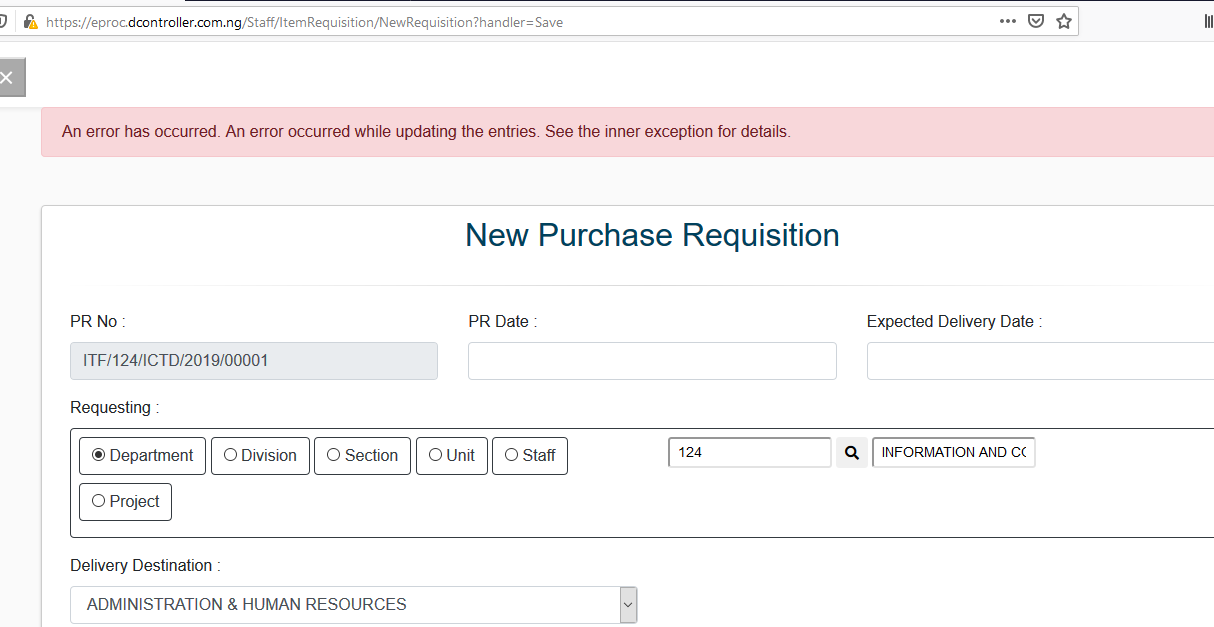 https://eproc.dcontroller.com.ng/Staff/ItemRequisition/NewRequisition?handler=Save
An error has occurred. An error occurred while updating the entries. See the inner exception for details.
New Purchase Requisition
PR No : PR Date : Expected Delivery Date :
ITF/124/ICTD/2019/00001
Requesting :
Department Division Section Unit Staff 124 INFORMATION AND CO
Project
Delivery Destination :
ADMINISTRATION & HUMAN RESOURCES